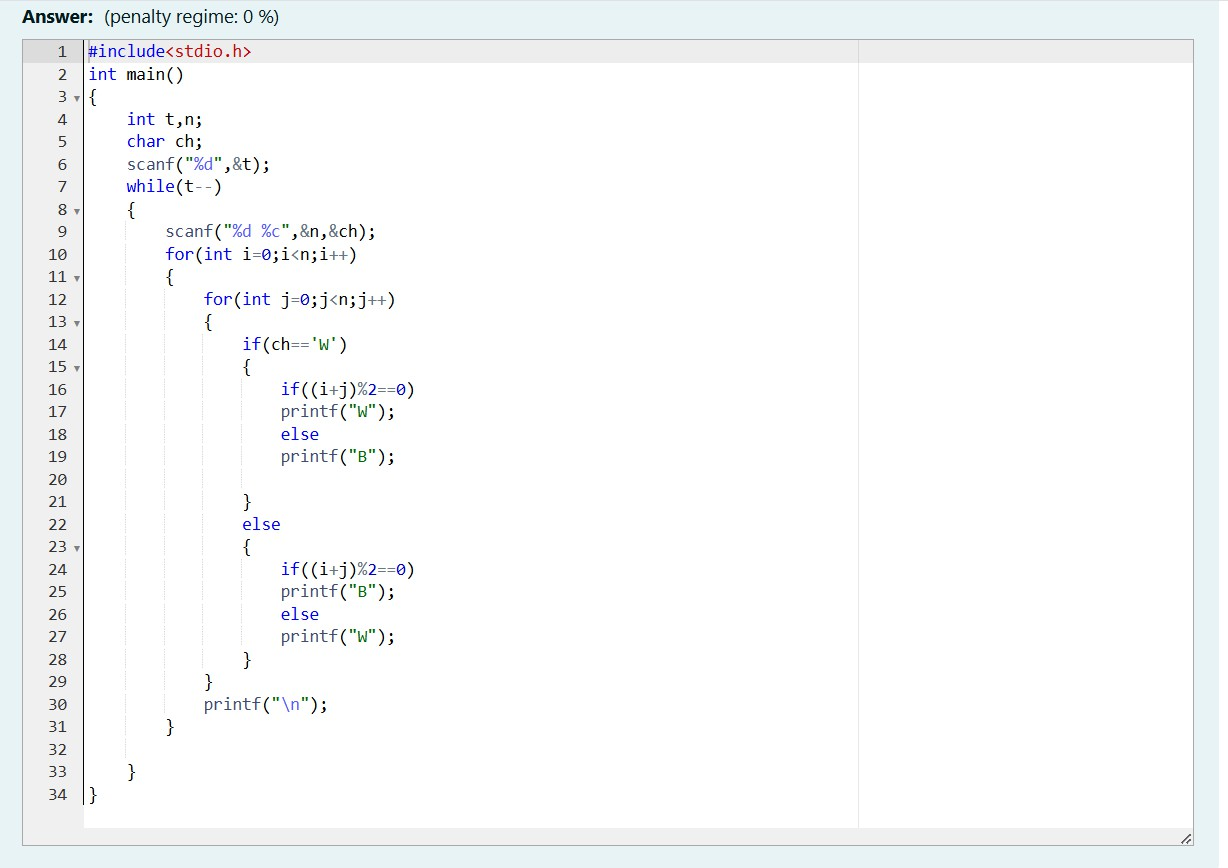 Answer: (penalty regime: 0 %)
1 #include<stdio.h>
2 int main()
3 {
4 int t,n;
5 char ch;
6 scanf("%d",&t);
7 while(t--)
8 {
9 scanf("%d %c",&n,&ch);
10 for(int i=0;i<n;i++)
11 {
12 for(int j=0;j<n;j++)
13 {
14 if(ch=='W')
15 {
16 if((i+j)%2==0)
17 printf("W");
18 else
19 printf("B");
20
21 }
22 else
23 {
24 if((i+j)%2==0)
25 printf("B");
26 else
27 printf("W");
28 }
29 }
30 printf("\n");
31 }
32
33 }
34 }